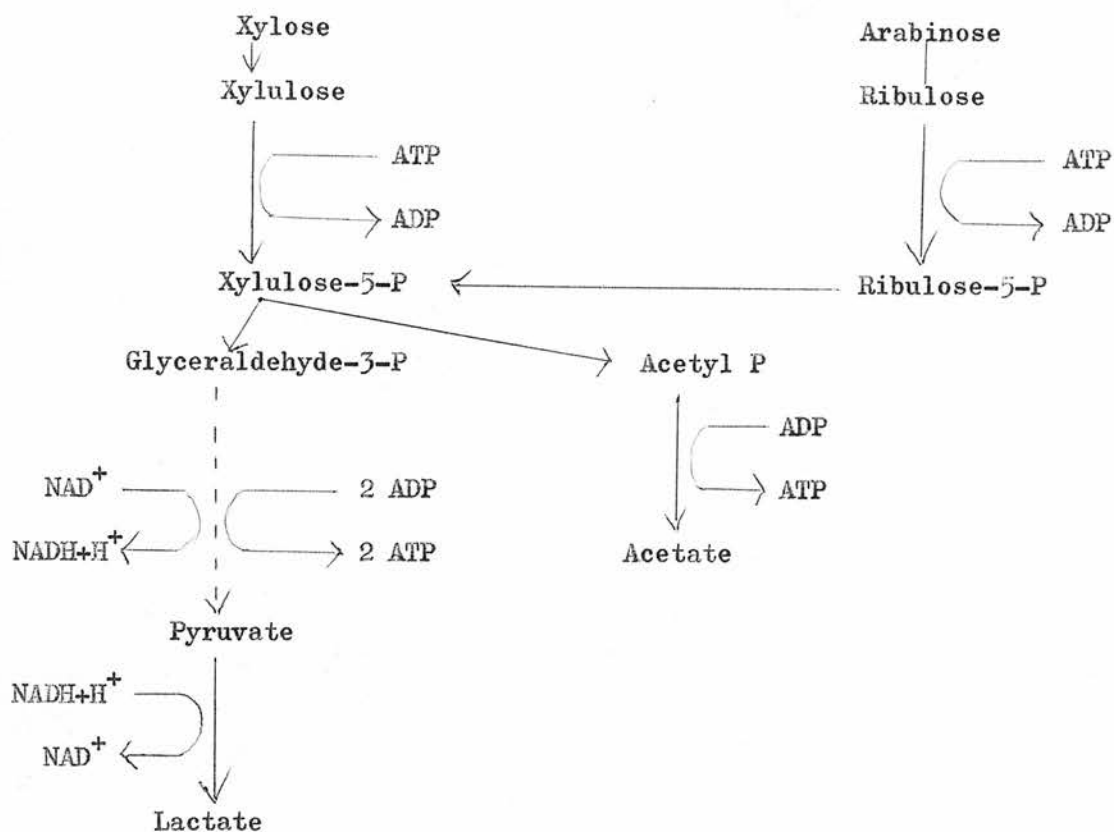 Xylose
Arabinose
Xylulose
Ribulose
ATP
ATP
ADP
ADP
Xylulose-5-P
Ribulose-5-P
Glyceraldehyde-3-P
Acetyl P
ADP
NAD+
2 ADP
ATP
NADH+H+
2 ATP
Acetate
Pyruvate
NADH+H+
NAD+
Lactate